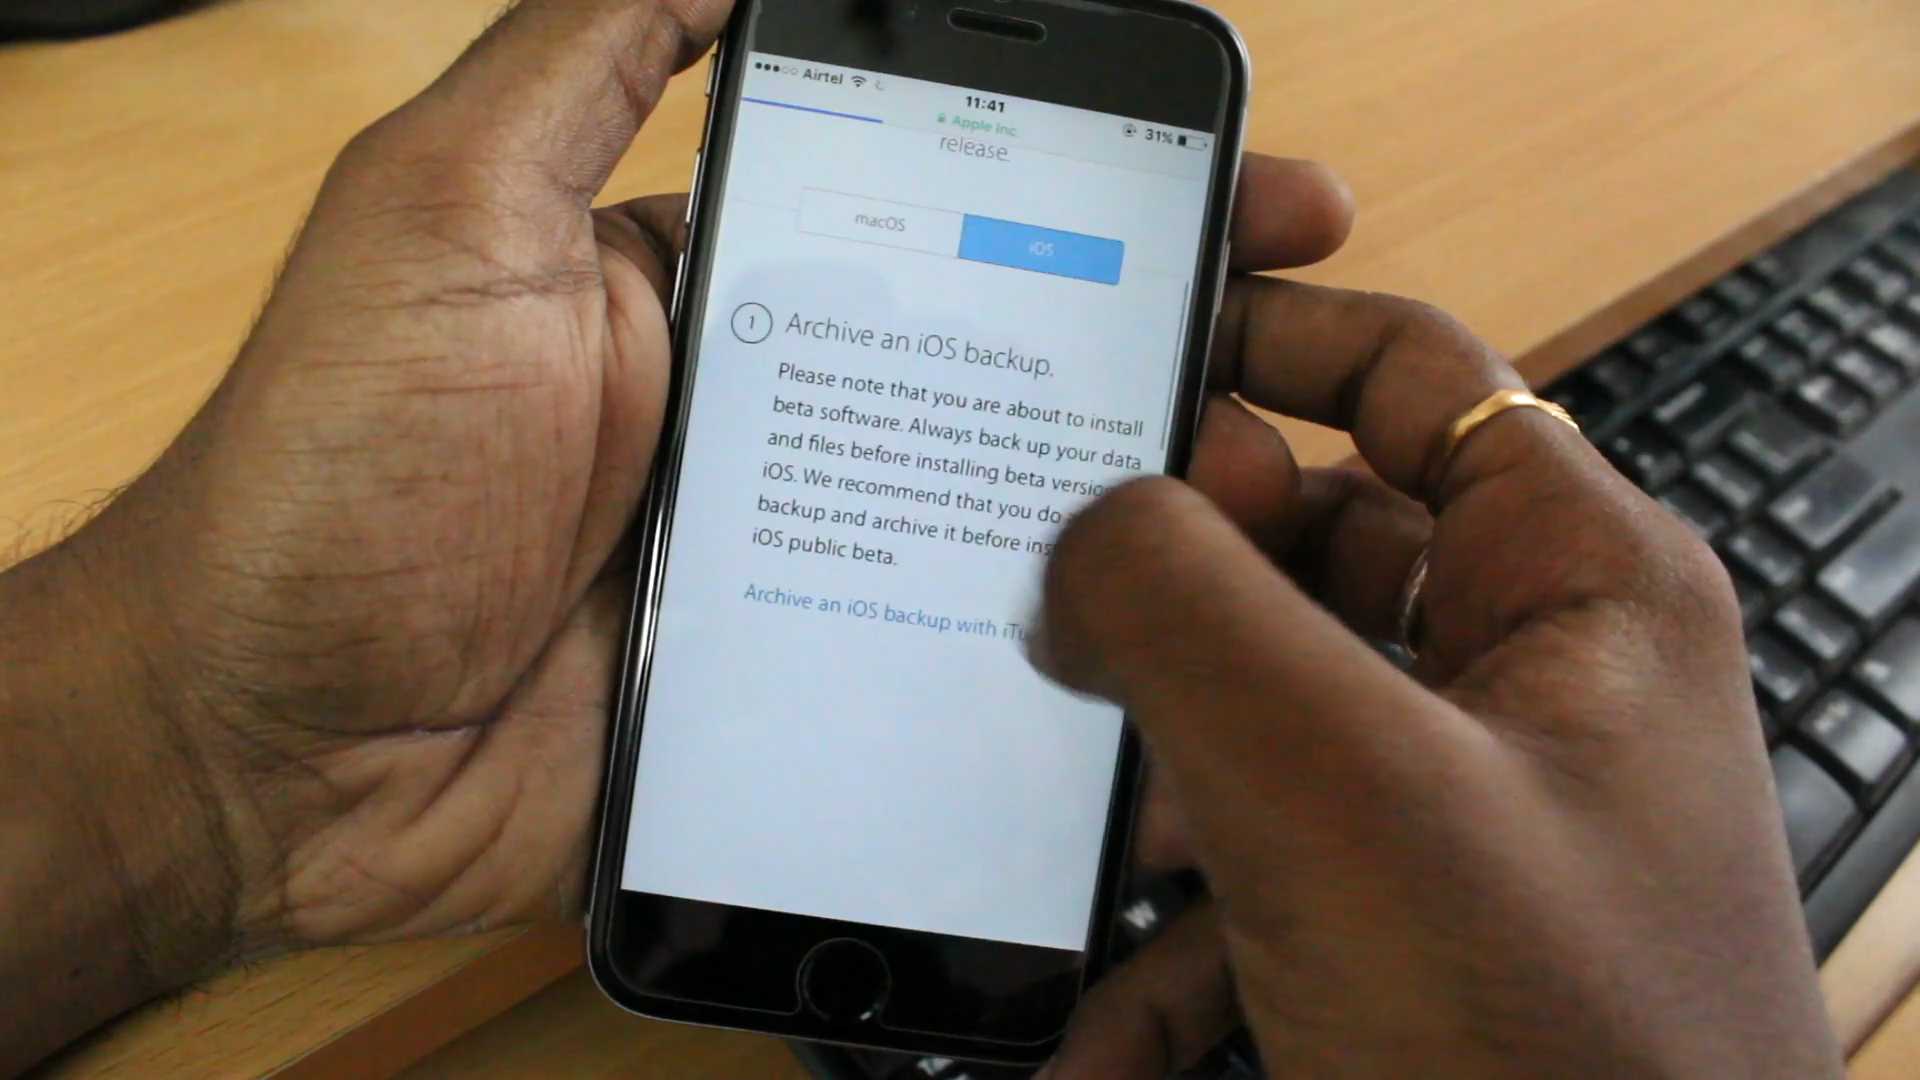 Airtel
11:41
Apple Inc.
31%
release.
macOS
iOS
1 Archive an iOS backup.
Please note that you are about to install
beta software. Always back up your data
and files before installing beta versio
iOS. We recommend that you do
backup and archive it before ins
iOS public beta.
Archive an iOS backup with iTu